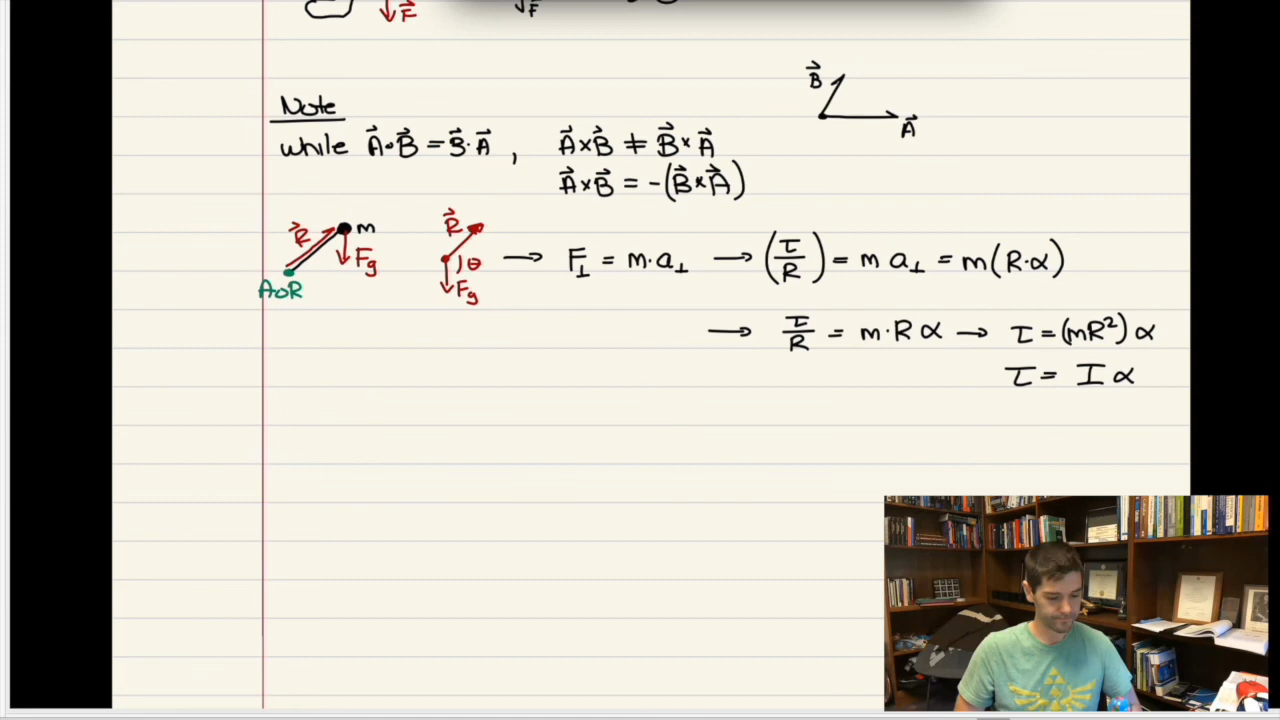 F⃗
F⃗
Note
while A⃗·B⃗ = B⃗·A⃗ , A⃗×B⃗ ≠ B⃗×A⃗
A⃗×B⃗ = -(B⃗×A⃗)
B⃗
A⃗
R⃗ m
Fg
AoR
R⃗
θ
Fg
→ F⊥ = m·a⊥ → (τ/R) = m a⊥ = m(R·α)
→ τ/R = m·R α → τ = (mR²) α
τ = I α